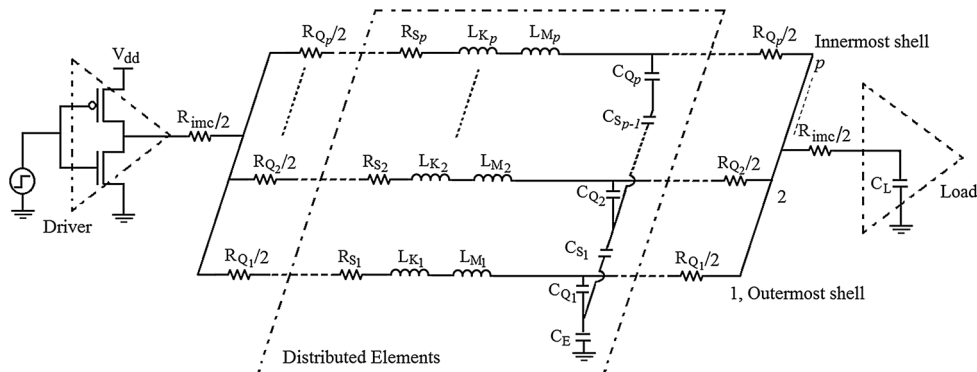 R_Qp/2
R_Sp
L_Kp
L_Mp
R_Qp/2
Innermost shell
p
V_dd
C_Qp
R_imc/2
C_Sp-1
R_imc/2
R_Q2/2
R_S2
L_K2
L_M2
R_Q2/2
C_Q2
2
C_L
Load
Driver
R_Q1/2
R_S1
L_K1
L_M1
C_S1
R_Q1/2
C_Q1
1, Outermost shell
C_E
Distributed Elements